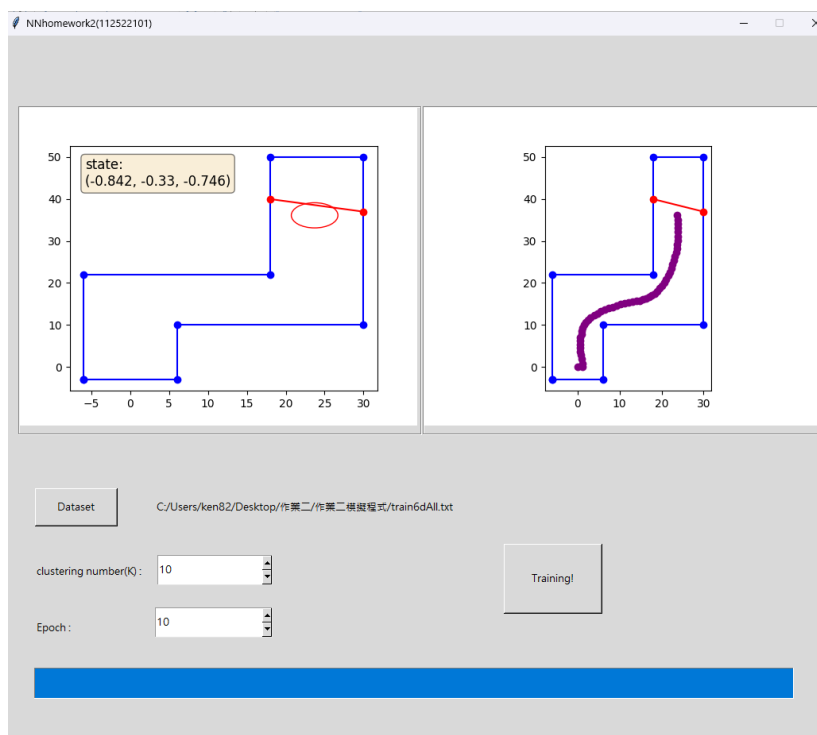 NNhomework2(112522101)
state:
(-0.842, -0.33, -0.746)
50
40
30
20
10
0
−5 0 5 10 15 20 25 30
50
40
30
20
10
0
0 10 20 30
Dataset
C:/Users/ken82/Desktop/作業二/作業二模擬程式/train6dAll.txt
clustering number(K) :
10
Training!
Epoch :
10